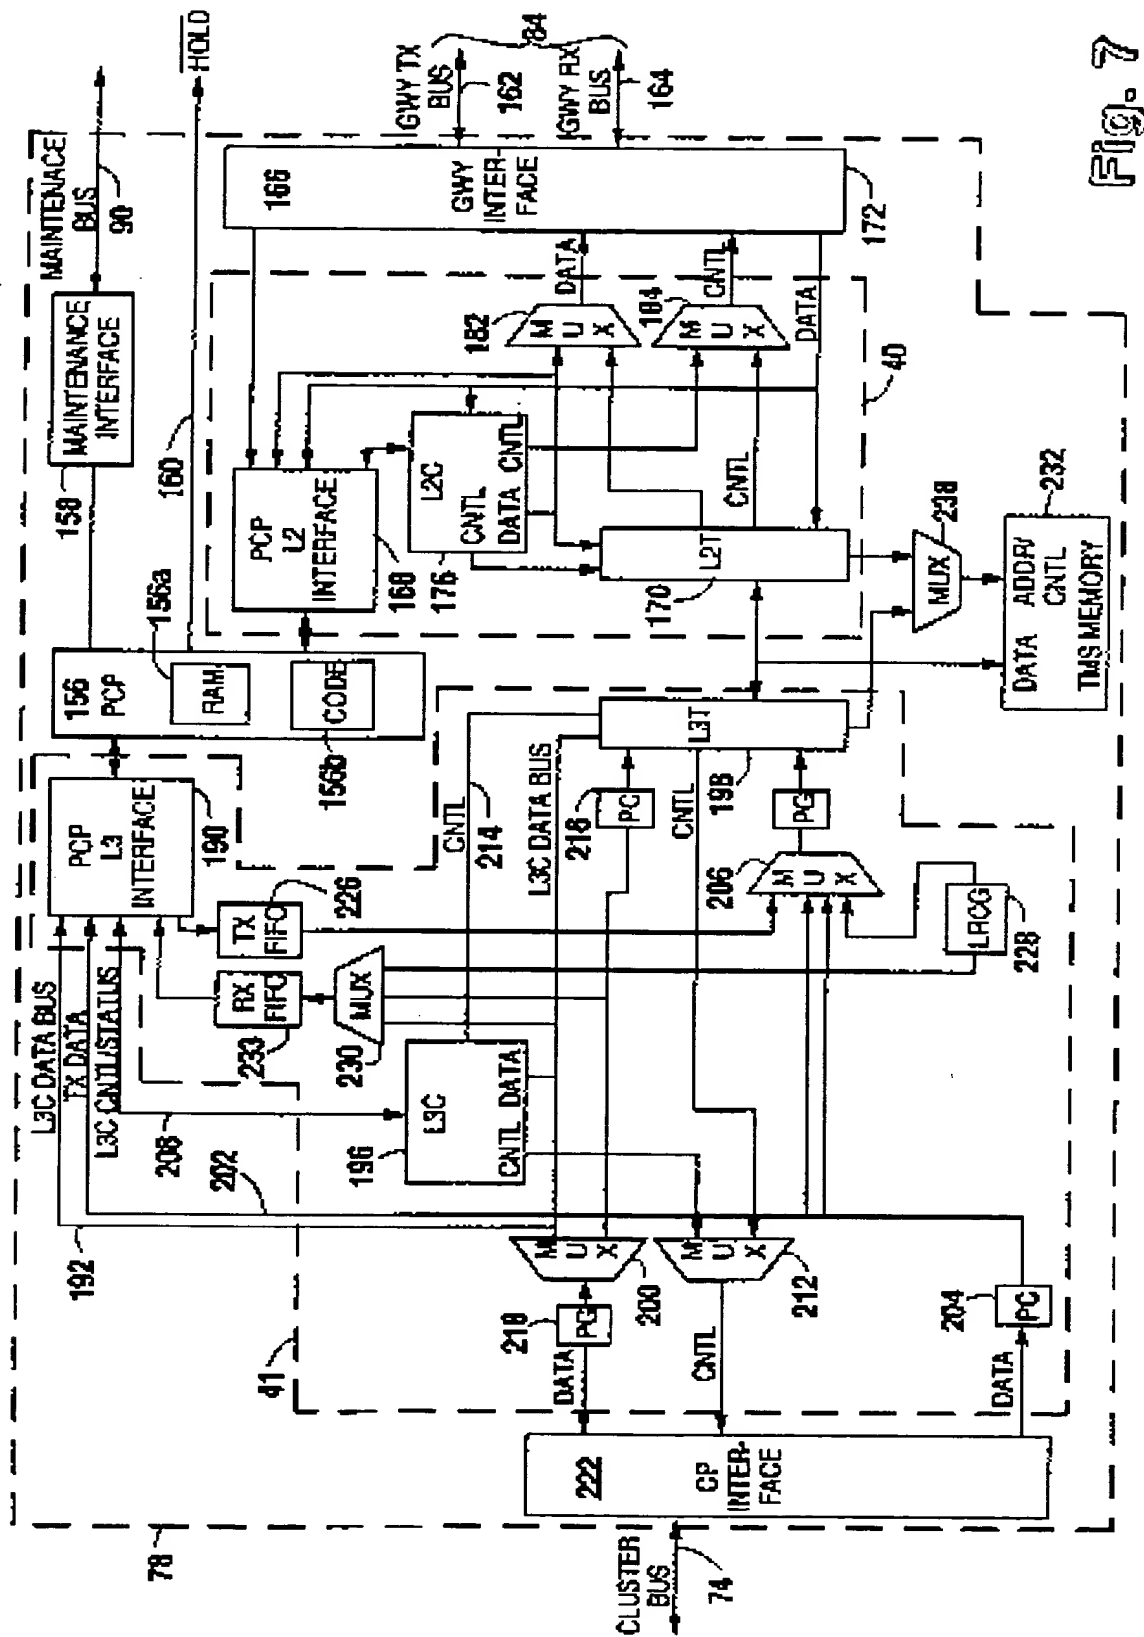 78
CLUSTER
BUS
74
222
CP
INTER-
FACE
41
192
L3C DATA BUS
TX DATA
L3C CNTL/STATUS
202
208
DATA
218
PG
M
U
X
200
CNTL
M
U
X
212
DATA
204
PC
196
L3C
CNTL DATA
233
RX
FIFO
230
MUX
TX
FIFO
226
PCP
L3
INTERFACE
190
CNTL
214
L3C DATA BUS
216
PC
CNTL
206
M
U
X
PG
LRCG
228
L3T
198
156
PCP
RAM
156a
CODE
156b
158
MAINTENANCE
INTERFACE
MAINTENACE
BUS
90
160
HOLD
PCP
L2
INTERFACE
168
176
L2C
CNTL
DATA CNTL
170
L2T
182
M
U
X
DATA
184
M
U
X
CNTL
CNTL
DATA
40
166
GWY
INTER-
FACE
172
GWY TX
BUS
162
GWY RX
BUS
164
84
MUX
238
DATA ADDR/
CNTL
TMS MEMORY
232
Fig. 7